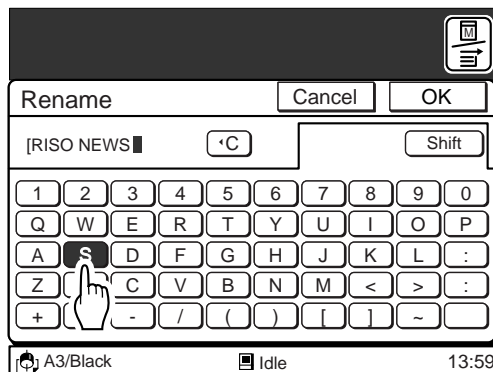 M
Rename Cancel OK
[RISO NEWS C Shift
1 2 3 4 5 6 7 8 9 0
Q W E R T Y U I O P
A S D F G H J K L :
Z C V B N M < > :
+ - / ( ) [ ] ~
A3/Black Idle 13:59